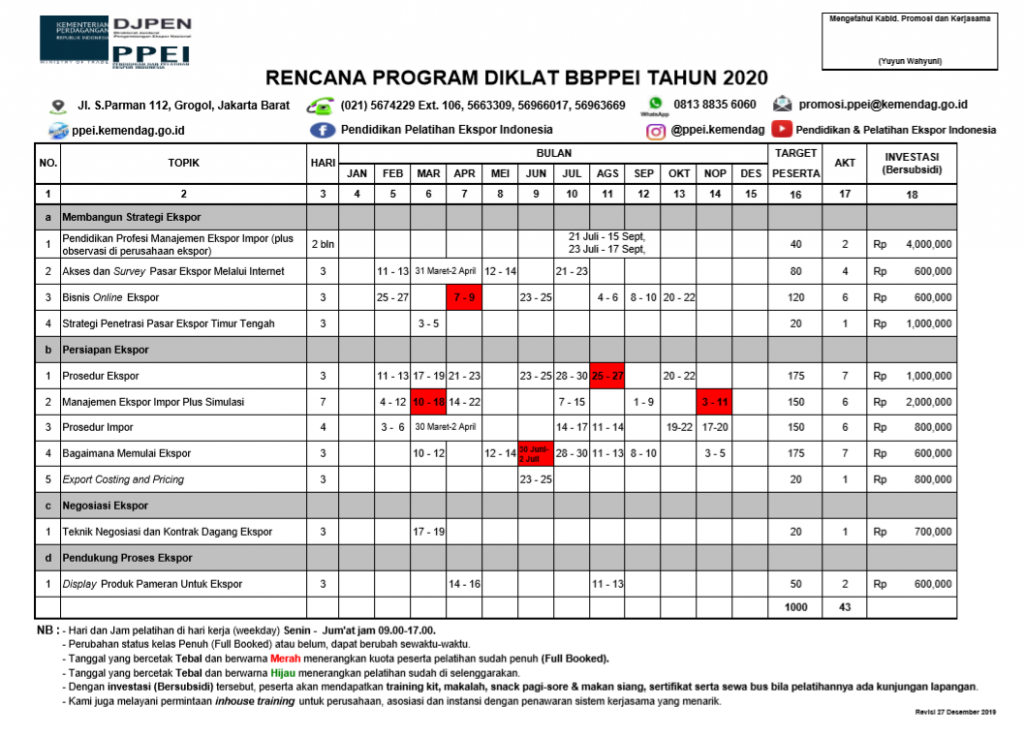 KEMENTERIAN
PERDAGANGAN
REPUBLIK INDONESIA
MINISTRY OF TRADE
DJPEN
Direktorat Jenderal
Pengembangan Ekspor Nasional
PPEI
PENDIDIKAN DAN PELATIHAN
EKSPOR INDONESIA
Mengetahui Kabid. Promosi dan Kerjasama
(Yuyun Wahyuni)
RENCANA PROGRAM DIKLAT BBPPEI TAHUN 2020
Jl. S.Parman 112, Grogol, Jakarta Barat (021) 5674229 Ext. 106, 5663309, 56966017, 56963669 WhatsApp 0813 8835 6060 promosi.ppei@kemendag.go.id
ppei.kemendag.go.id Pendidikan Pelatihan Ekspor Indonesia @ppei.kemendag Pendidikan & Pelatihan Ekspor Indonesia
NO. TOPIK HARI BULAN TARGET PESERTA AKT INVESTASI (Bersubsidi)
JAN FEB MAR APR MEI JUN JUL AGS SEP OKT NOP DES
1 2 3 4 5 6 7 8 9 10 11 12 13 14 15 16 17 18
a Membangun Strategi Ekspor
1 Pendidikan Profesi Manajemen Ekspor Impor (plus observasi di perusahaan ekspor) 2 bln 21 Juli - 15 Sept, 23 Juli - 17 Sept, 40 2 Rp 4,000,000
2 Akses dan Survey Pasar Ekspor Melalui Internet 3 11 - 13 31 Maret-2 April 12 - 14 21 - 23 80 4 Rp 600,000
3 Bisnis Online Ekspor 3 25 - 27 7 - 9 23 - 25 4 - 6 8 - 10 20 - 22 120 6 Rp 600,000
4 Strategi Penetrasi Pasar Ekspor Timur Tengah 3 3 - 5 20 1 Rp 1,000,000
b Persiapan Ekspor
1 Prosedur Ekspor 3 11 - 13 17 - 19 21 - 23 23 - 25 28 - 30 25 - 27 20 - 22 175 7 Rp 1,000,000
2 Manajemen Ekspor Impor Plus Simulasi 7 4 - 12 10 - 18 14 - 22 7 - 15 1 - 9 3 - 11 150 6 Rp 2,000,000
3 Prosedur Impor 4 3 - 6 30 Maret-2 April 14 - 17 11 - 14 19-22 17-20 150 6 Rp 800,000
4 Bagaimana Memulai Ekspor 3 10 - 12 12 - 14 30 Juni- 2 Juli 28 - 30 11 - 13 8 - 10 3 - 5 175 7 Rp 600,000
5 Export Costing and Pricing 3 23 - 25 20 1 Rp 800,000
c Negosiasi Ekspor
1 Teknik Negosiasi dan Kontrak Dagang Ekspor 3 17 - 19 20 1 Rp 700,000
d Pendukung Proses Ekspor
1 Display Produk Pameran Untuk Ekspor 3 14 - 16 11 - 13 50 2 Rp 600,000
1000 43
NB : - Hari dan Jam pelatihan di hari kerja (weekday) Senin - Jum'at jam 09.00-17.00.
- Perubahan status kelas Penuh (Full Booked) atau belum, dapat berubah sewaktu-waktu.
- Tanggal yang bercetak Tebal dan berwarna Merah menerangkan kuota peserta pelatihan sudah penuh (Full Booked).
- Tanggal yang bercetak Tebal dan berwarna Hijau menerangkan pelatihan sudah di selenggarakan.
- Dengan investasi (Bersubsidi) tersebut, peserta akan mendapatkan training kit, makalah, snack pagi-sore & makan siang, sertifikat serta sewa bus bila pelatihannya ada kunjungan lapangan.
- Kami juga melayani permintaan inhouse training untuk perusahaan, asosiasi dan instansi dengan penawaran sistem kerjasama yang menarik.
Revisi 27 Desember 2019